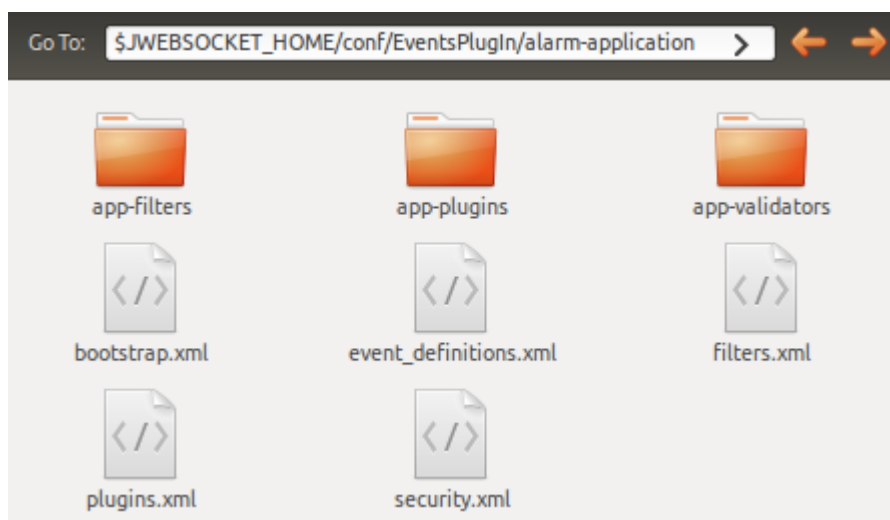 Go To: $JWEBSOCKET_HOME/conf/EventsPlugIn/alarm-application
app-filters app-plugins app-validators
bootstrap.xml event_definitions.xml filters.xml
plugins.xml security.xml